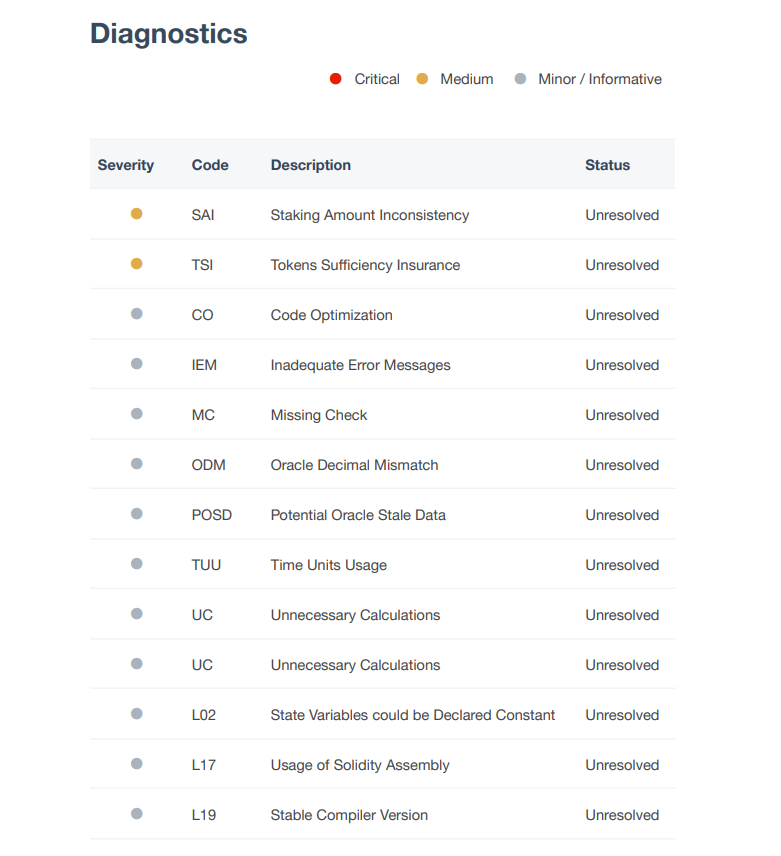 Diagnostics
Critical Medium Minor / Informative
Severity Code Description Status
SAI Staking Amount Inconsistency Unresolved
TSI Tokens Sufficiency Insurance Unresolved
CO Code Optimization Unresolved
IEM Inadequate Error Messages Unresolved
MC Missing Check Unresolved
ODM Oracle Decimal Mismatch Unresolved
POSD Potential Oracle Stale Data Unresolved
TUU Time Units Usage Unresolved
UC Unnecessary Calculations Unresolved
UC Unnecessary Calculations Unresolved
L02 State Variables could be Declared Constant Unresolved
L17 Usage of Solidity Assembly Unresolved
L19 Stable Compiler Version Unresolved